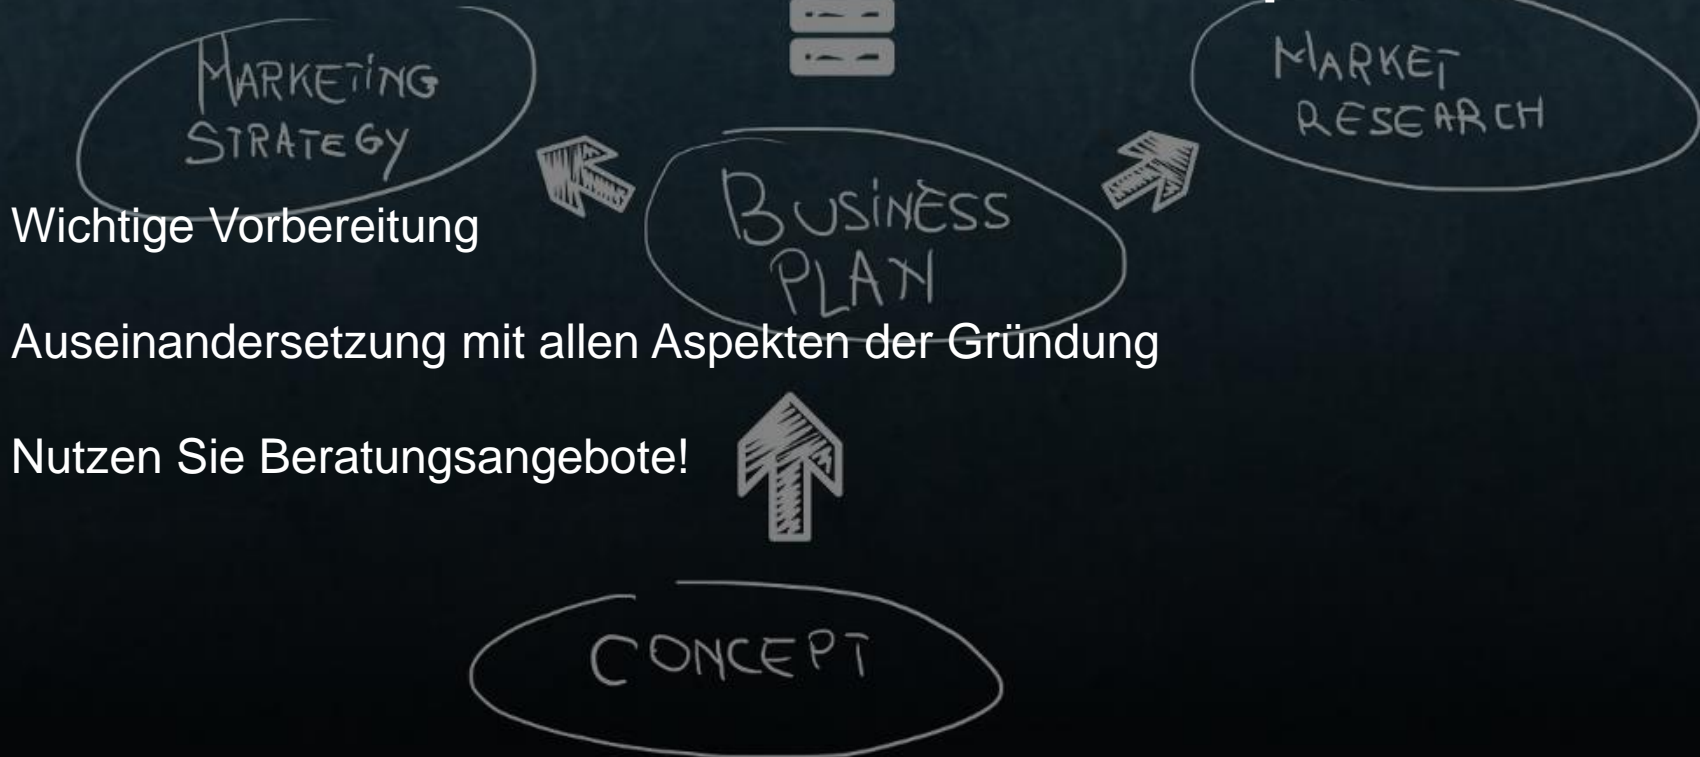 MARKETING
STRATEGY
MARKET
RESEARCH
BUSINESS
PLAN
Wichtige Vorbereitung
Auseinandersetzung mit allen Aspekten der Gründung
Nutzen Sie Beratungsangebote!
CONCEPT